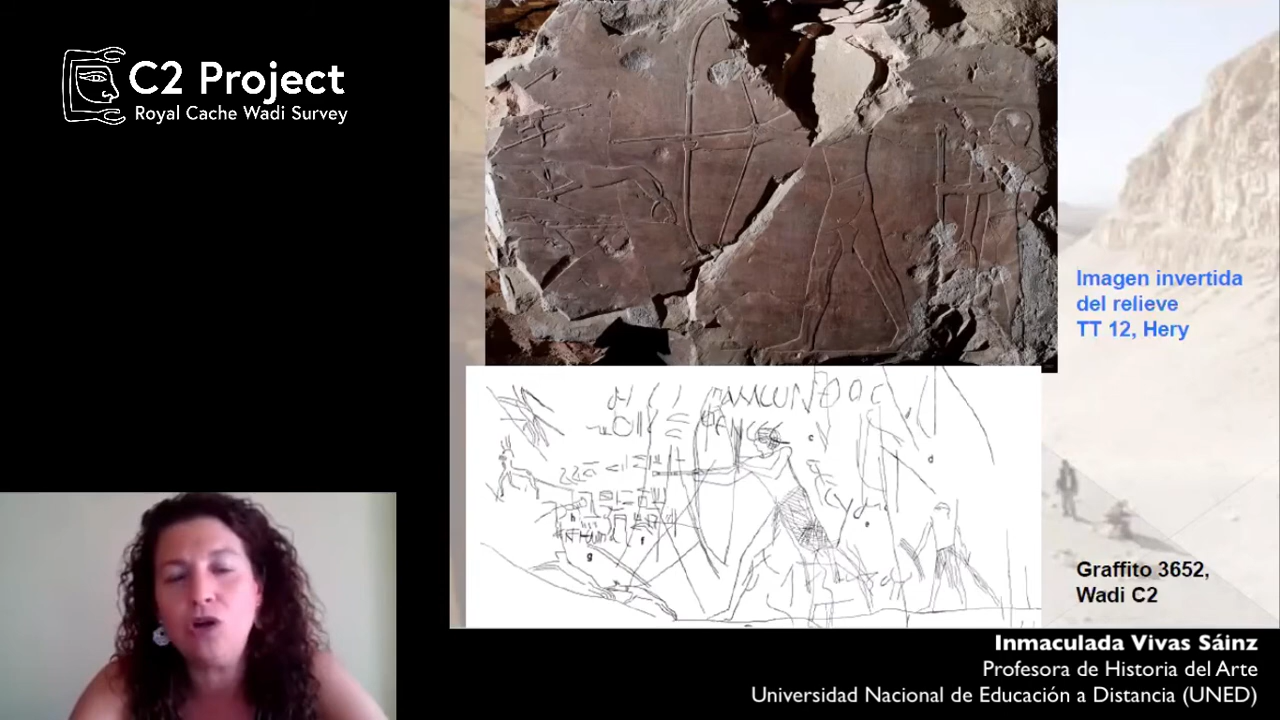 C2 Project
Royal Cache Wadi Survey
Imagen invertida
del relieve
TT 12, Hery
Graffito 3652,
Wadi C2
Inmaculada Vivas Sáinz
Profesora de Historia del Arte
Universidad Nacional de Educación a Distancia (UNED)